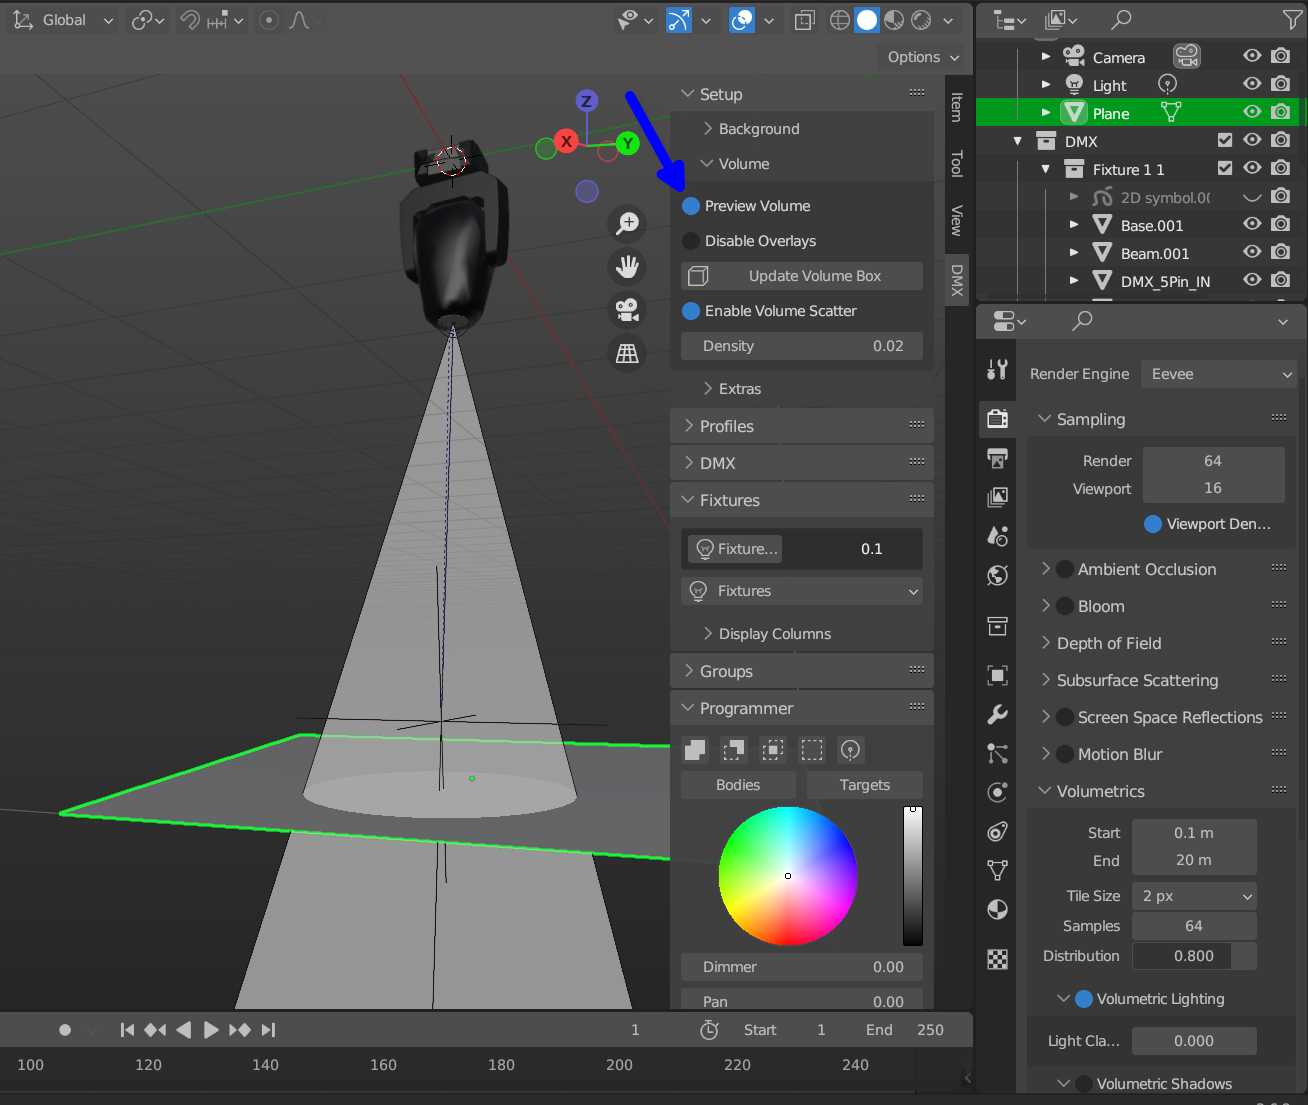 Global
Options
Z
X
Y
Setup
Background
Volume
Preview Volume
Disable Overlays
Update Volume Box
Enable Volume Scatter
Density 0.02
Extras
Profiles
DMX
Fixtures
Fixture... 0.1
Fixtures
Display Columns
Groups
Programmer
Bodies Targets
Dimmer 0.00
Pan 0.00
Item
Tool
View
DMX
Camera
Light
Plane
DMX
Fixture 1 1
2D symbol.00
Base.001
Beam.001
DMX_5Pin_IN
Render Engine Eevee
Sampling
Render 64
Viewport 16
Viewport Den...
Ambient Occlusion
Bloom
Depth of Field
Subsurface Scattering
Screen Space Reflections
Motion Blur
Volumetrics
Start 0.1 m
End 20 m
Tile Size 2 px
Samples 64
Distribution 0.800
Volumetric Lighting
Light Cla... 0.000
Volumetric Shadows
1 Start 1 End 250
100 120 140 160 180 200 220 240